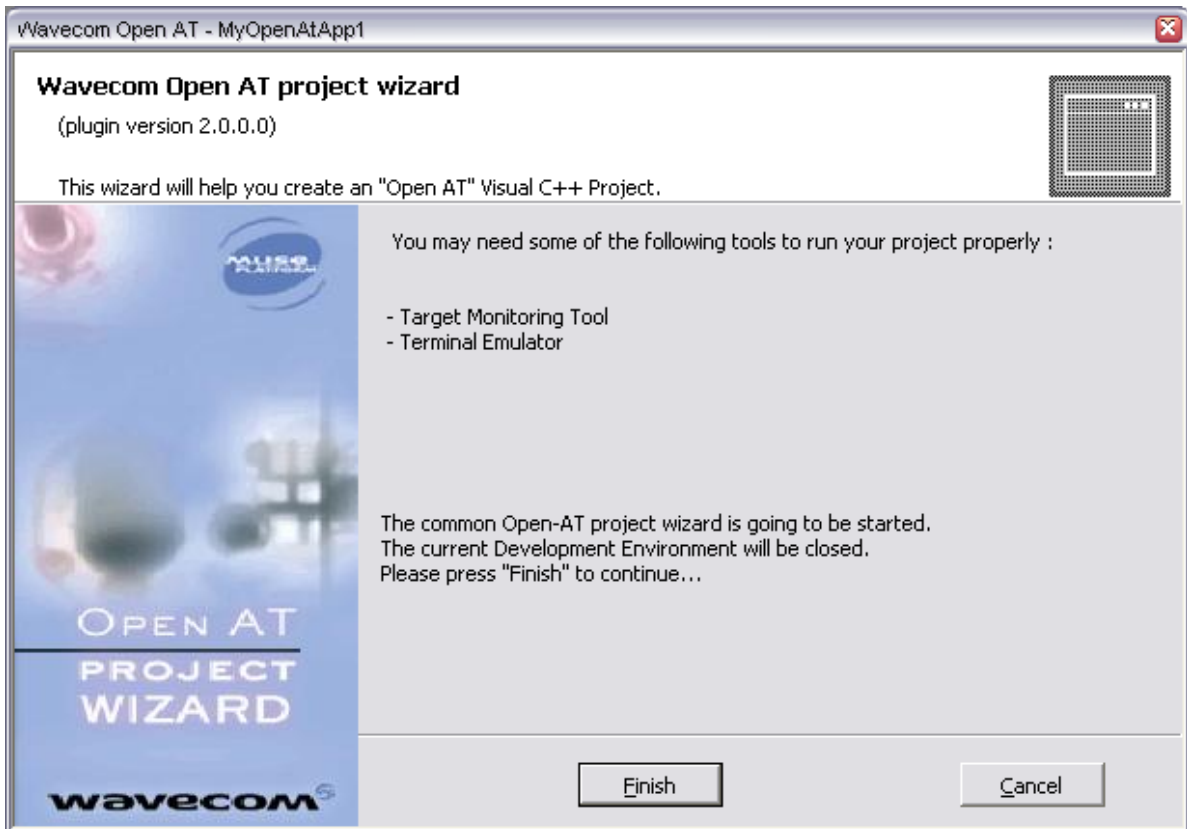 Wavecom Open AT - MyOpenAtApp1
Wavecom Open AT project wizard
(plugin version 2.0.0.0)
This wizard will help you create an "Open AT" Visual C++ Project.
MUSE
PLATFORM
You may need some of the following tools to run your project properly :
- Target Monitoring Tool
- Terminal Emulator
The common Open-AT project wizard is going to be started.
The current Development Environment will be closed.
Please press "Finish" to continue...
OPEN AT
PROJECT
WIZARD
wavecom
Finish
Cancel